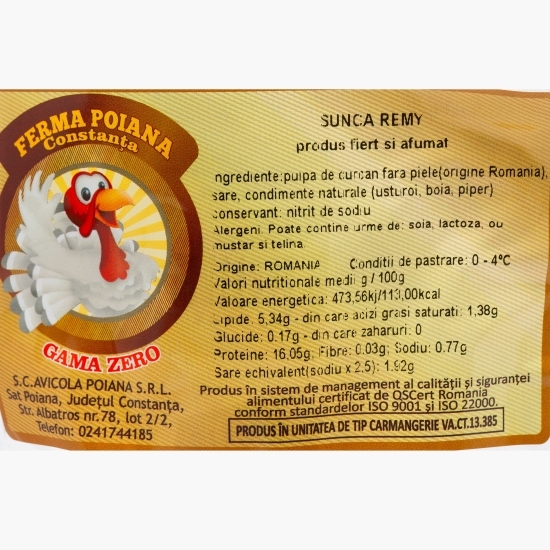 FERMA POIANA
Constanța
GAMA ZERO
S.C. AVICOLA POIANA S.R.L.
Sat Poiana, Județul Constanța,
Str. Albatros nr.78, lot 2/2,
Telefon: 0241744185
SUNCA REMY
produs fiert si afumat
ngrediente:pulpa de curcan fara piele(origine Romania),
sare, condimente naturale (usturoi, boia, piper)
conservant: nitrit de sodiu
Alergeni. Poate contine urme de: soia, lactoza, ou
mustar si telina
Origine: ROMANIA Conditii de pastrare: 0 - 4°C
Valori nutritionale medii g / 100g
Valoare energetica: 473,56kj/113,00kcal
Lipide: 5,34g - din care acizi grasi saturati: 1,38g
Glucide: 0.17g - din care zaharuri: 0
Proteine: 16.05g; Fibre: 0,03g; Sodiu: 0.77g
Sare echivalent(sodiu x 2.5): 1.92g
Produs în sistem de management al calității și siguranței
alimentului certificat de QSCert Romania
conform standardelor ISO 9001 și ISO 22000.
PRODUS ÎN UNITATEA DE TIP CARMANGERIE VA.CT.13.385